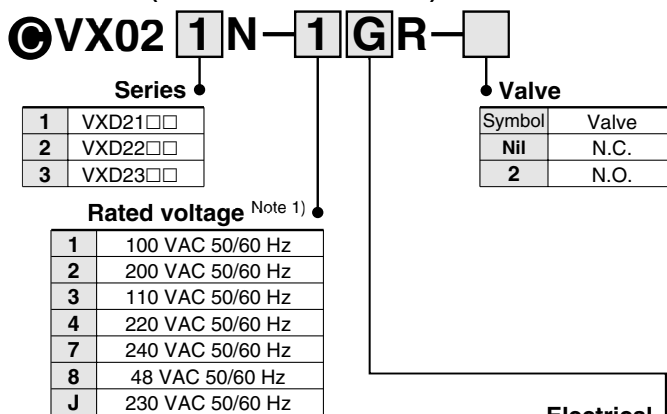 C VX02 1 N-1 G R-□
Series
1 VXD21□□
2 VXD22□□
3 VXD23□□
Valve
Symbol Valve
Nil N.C.
2 N.O.
Rated voltage Note 1)
1 100 VAC 50/60 Hz
2 200 VAC 50/60 Hz
3 110 VAC 50/60 Hz
4 220 VAC 50/60 Hz
7 240 VAC 50/60 Hz
8 48 VAC 50/60 Hz
J 230 VAC 50/60 Hz